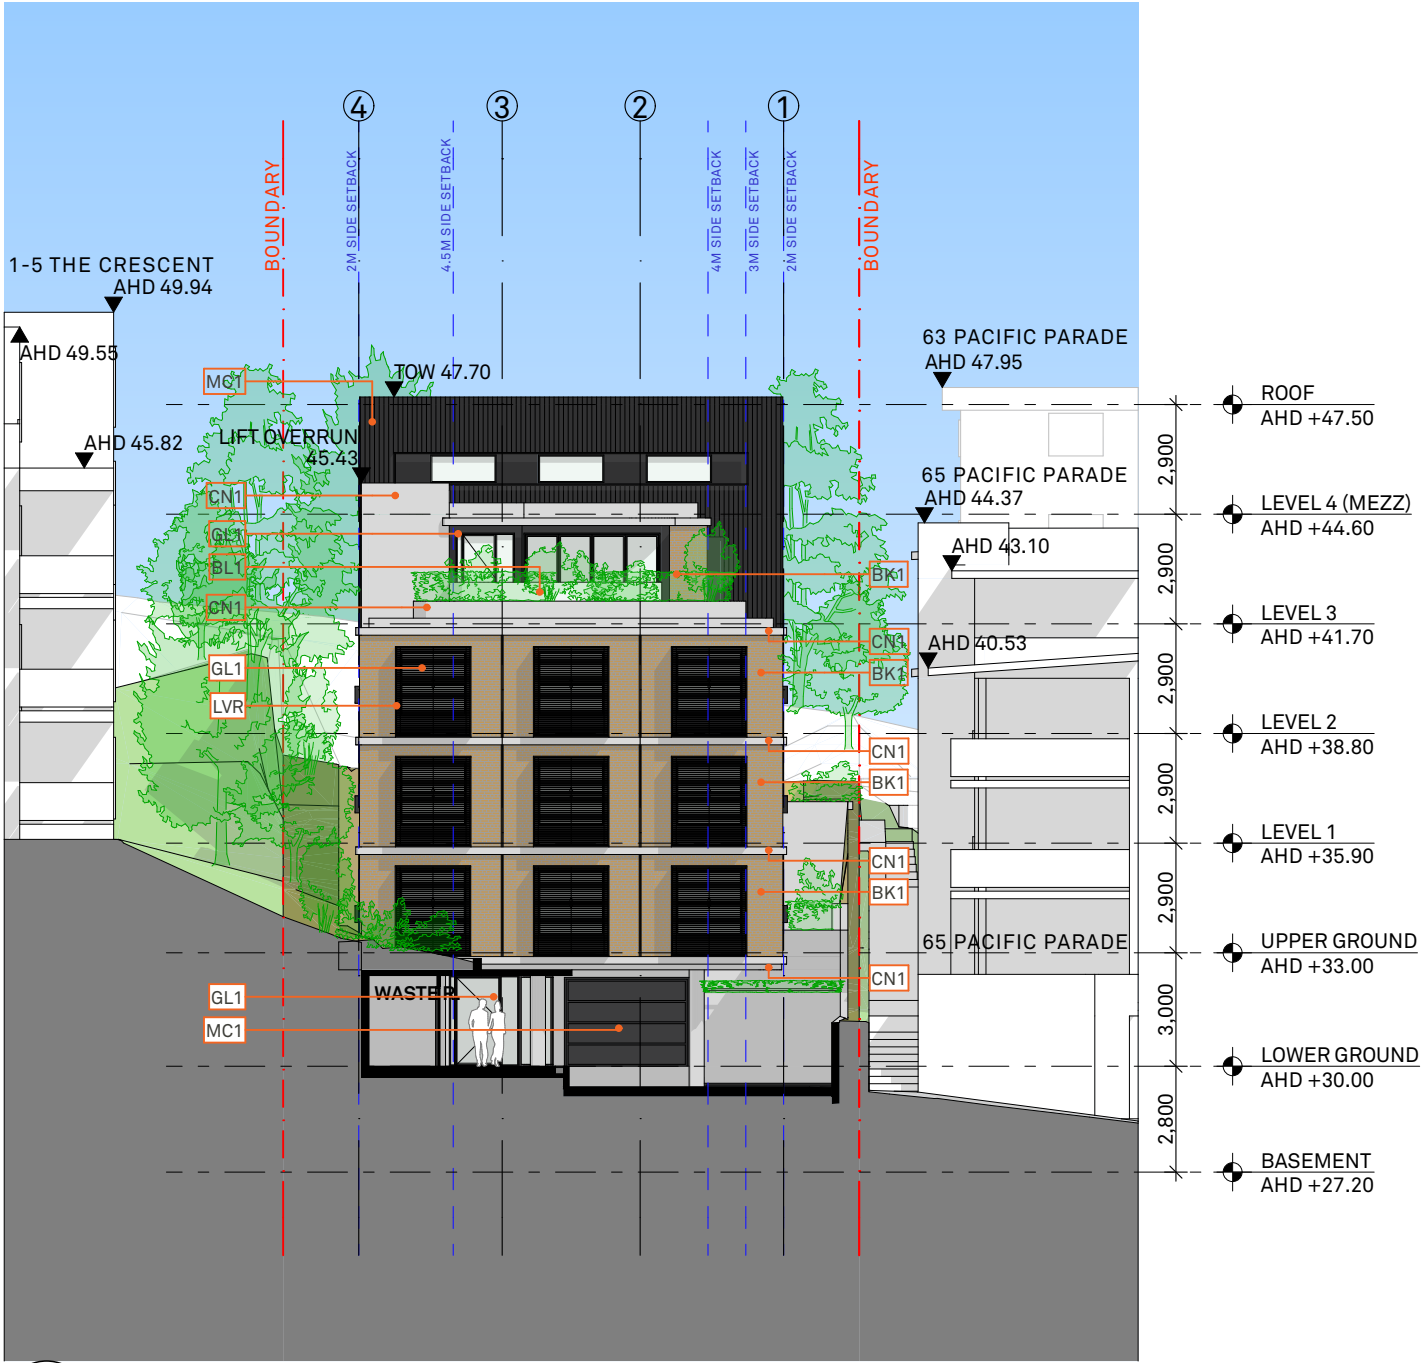 4
3
2
1
BOUNDARY
2M SIDE SETBACK
4.5M SIDE SETBACK
4M SIDE SETBACK
3M SIDE SETBACK
2M SIDE SETBACK
BOUNDARY
1-5 THE CRESCENT
AHD 49.94
AHD 49.55
AHD 45.82
MC1
TOW 47.70
LIFT OVERRUN
45.43
CN1
GL1
BL1
CN1
GL1
LVR
GL1
MC1
WASTE R.
BK1
CN1
BK1
CN1
BK1
CN1
BK1
CN1
63 PACIFIC PARADE
AHD 47.95
65 PACIFIC PARADE
AHD 44.37
AHD 43.10
AHD 40.53
65 PACIFIC PARADE
2,900
2,900
2,900
2,900
2,900
3,000
2,800
ROOF
AHD +47.50
LEVEL 4 (MEZZ)
AHD +44.60
LEVEL 3
AHD +41.70
LEVEL 2
AHD +38.80
LEVEL 1
AHD +35.90
UPPER GROUND
AHD +33.00
LOWER GROUND
AHD +30.00
BASEMENT
AHD +27.20